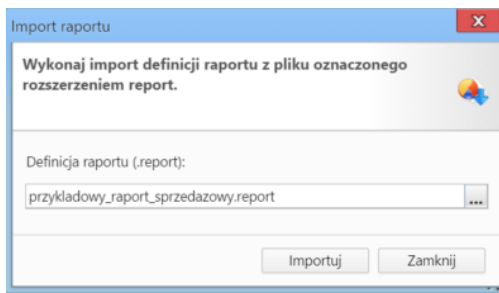 Import raportu
Wykonaj import definicji raportu z pliku oznaczonego
rozszerzeniem report.
Definicja raportu (.report):
przykladowy_raport_sprzedazowy.report
...
Importuj
Zamknij